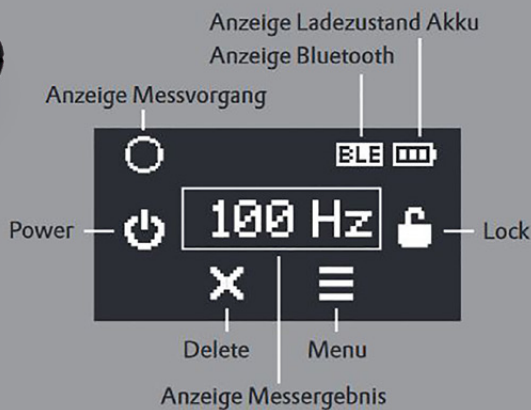 Anzeige Ladezustand Akku
Anzeige Bluetooth
Anzeige Messvorgang
BLE
Power
100 Hz
Lock
Delete
Menu
Anzeige Messergebnis